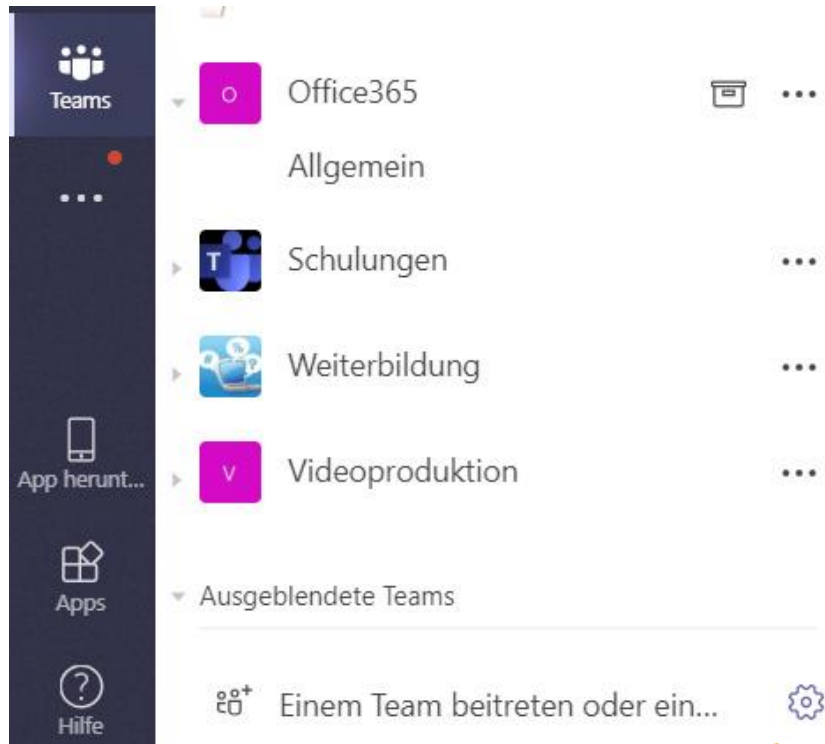 Teams
App herunt...
Apps
Hilfe
O
Office365
Allgemein
T
Schulungen
Weiterbildung
V
Videoproduktion
Ausgeblendete Teams
Einem Team beitreten oder ein...